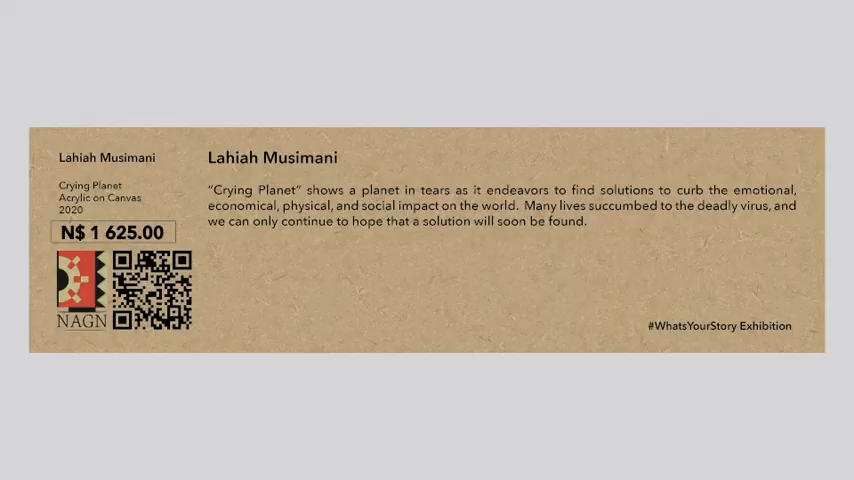 Lahiah Musimani
Crying Planet
Acrylic on Canvas
2020
N$ 1 625.00
NAGN
Lahiah Musimani
“Crying Planet” shows a planet in tears as it endeavors to find solutions to curb the emotional,
economical, physical, and social impact on the world. Many lives succumbed to the deadly virus, and
we can only continue to hope that a solution will soon be found.
#WhatsYourStory Exhibition